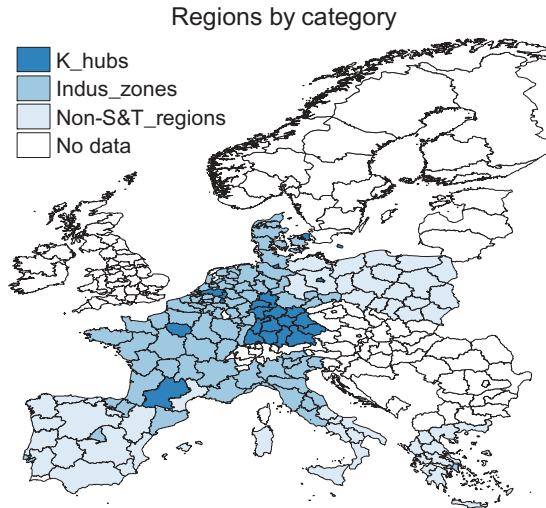 Regions by category
K_hubs
Indus_zones
Non-S&T_regions
No data